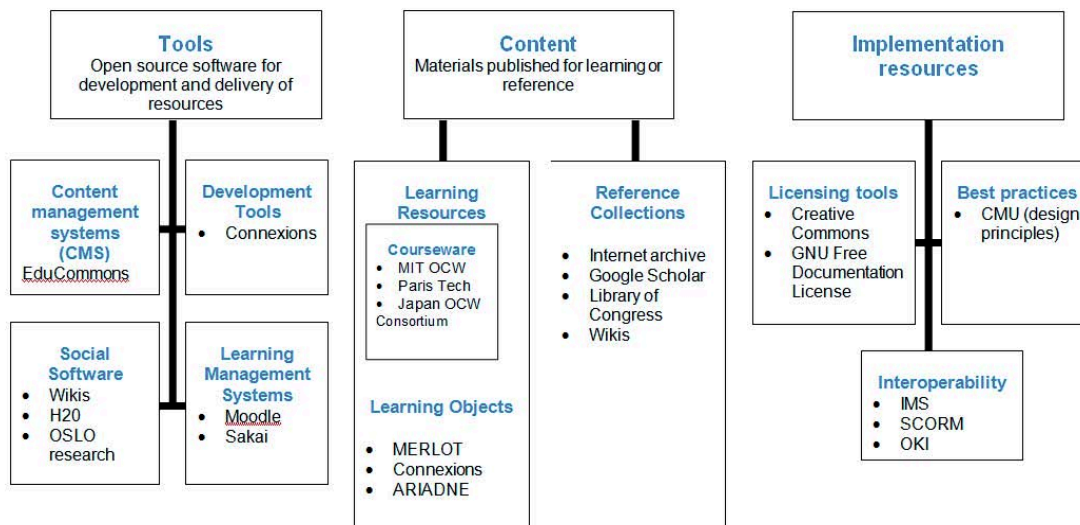 Tools
Open source software for
development and delivery of
resources
Content
management
systems
(CMS)
EduCommons
Development
Tools
• Connexions
Social
Software
• Wikis
• H20
• OSLO
research
Learning
Management
Systems
• Moodle
• Sakai
Content
Materials published for learning or
reference
Learning
Resources
Courseware
• MIT OCW
• Paris Tech
• Japan OCW
Consortium
Learning Objects
• MERLOT
• Connexions
• ARIADNE
Reference
Collections
• Internet archive
• Google Scholar
• Library of
Congress
• Wikis
Implementation
resources
Licensing tools
• Creative
Commons
• GNU Free
Documentation
License
Best practices
• CMU (design
principles)
Interoperability
• IMS
• SCORM
• OKI